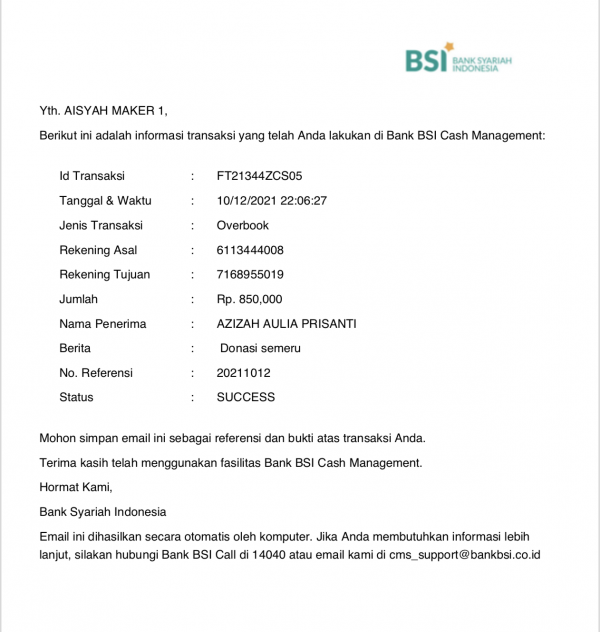 BSI BANK SYARIAH
INDONESIA
Yth. AISYAH MAKER 1,
Berikut ini adalah informasi transaksi yang telah Anda lakukan di Bank BSI Cash Management:
Id Transaksi : FT21344ZCS05
Tanggal & Waktu : 10/12/2021 22:06:27
Jenis Transaksi : Overbook
Rekening Asal : 6113444008
Rekening Tujuan : 7168955019
Jumlah : Rp. 850,000
Nama Penerima : AZIZAH AULIA PRISANTI
Berita : Donasi semeru
No. Referensi : 20211012
Status : SUCCESS
Mohon simpan email ini sebagai referensi dan bukti atas transaksi Anda.
Terima kasih telah menggunakan fasilitas Bank BSI Cash Management.
Hormat Kami,
Bank Syariah Indonesia
Email ini dihasilkan secara otomatis oleh komputer. Jika Anda membutuhkan informasi lebih
lanjut, silakan hubungi Bank BSI Call di 14040 atau email kami di cms_support@bankbsi.co.id